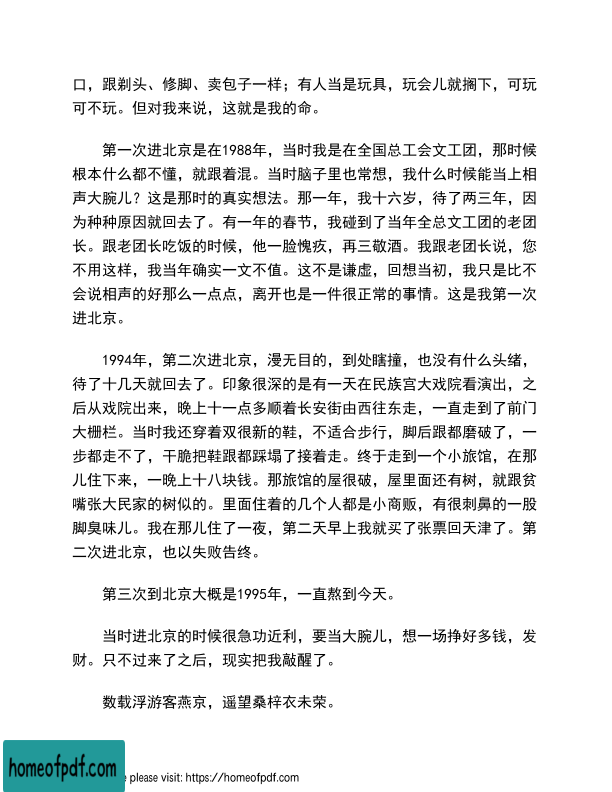 口，跟剃头、修脚、卖包子一样；有人当是玩具，玩会儿就搁下，可玩
可不玩。但对我来说，这就是我的命。
第一次进北京是在1988年，当时我是在全国总工会文工团，那时候
根本什么都不懂，就跟着混。当时脑子里也常想，我什么时候能当上相
声大腕儿？这是那时的真实想法。那一年，我十六岁，待了两三年，因
为种种原因就回去了。有一年的春节，我碰到了当年全总文工团的老团
长。跟老团长吃饭的时候，他一脸愧疚，再三敬酒。我跟老团长说，您
不用这样，我当年确实一文不值。这不是谦虚，回想当初，我只是比不
会说相声的好那么一点点，离开也是一件很正常的事情。这是我第一次
进北京。
1994年，第二次进北京，漫无目的，到处瞎撞，也没有什么头绪，
待了十几天就回去了。印象很深的是有一天在民族宫大戏院看演出，之
后从戏院出来，晚上十一点多顺着长安街由西往东走，一直走到了前门
大栅栏。当时我还穿着双很新的鞋，不适合步行，脚后跟都磨破了，一
步都走不了，干脆把鞋跟都踩塌了接着走。终于走到一个小旅馆，在那
儿住下来，一晚上十八块钱。那旅馆的屋很破，屋里面还有树，就跟贫
嘴张大民家的树似的。里面住着的几个人都是小商贩，有很刺鼻的一股
脚臭味儿。我在那儿住了一夜，第二天早上我就买了张票回天津了。第
二次进北京，也以失败告终。
第三次到北京大概是1995年，一直熬到今天。
当时进北京的时候很急功近利，要当大腕儿，想一场挣好多钱，发
财。只不过来了之后，现实把我敲醒了。
数载浮游客燕京，遥望桑梓衣未荣。
homeofpdf.com
e please visit: https://homeofpdf.com